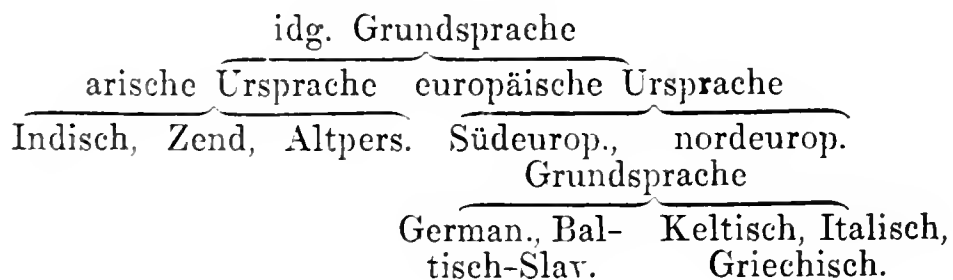 idg. Grundsprache
arische Ursprache europäische Ursprache
Indisch, Zend, Altpers. Südeurop., nordeurop.
Grundsprache
German., Bal- Keltisch, Italisch,
tisch-Slav. Griechisch.